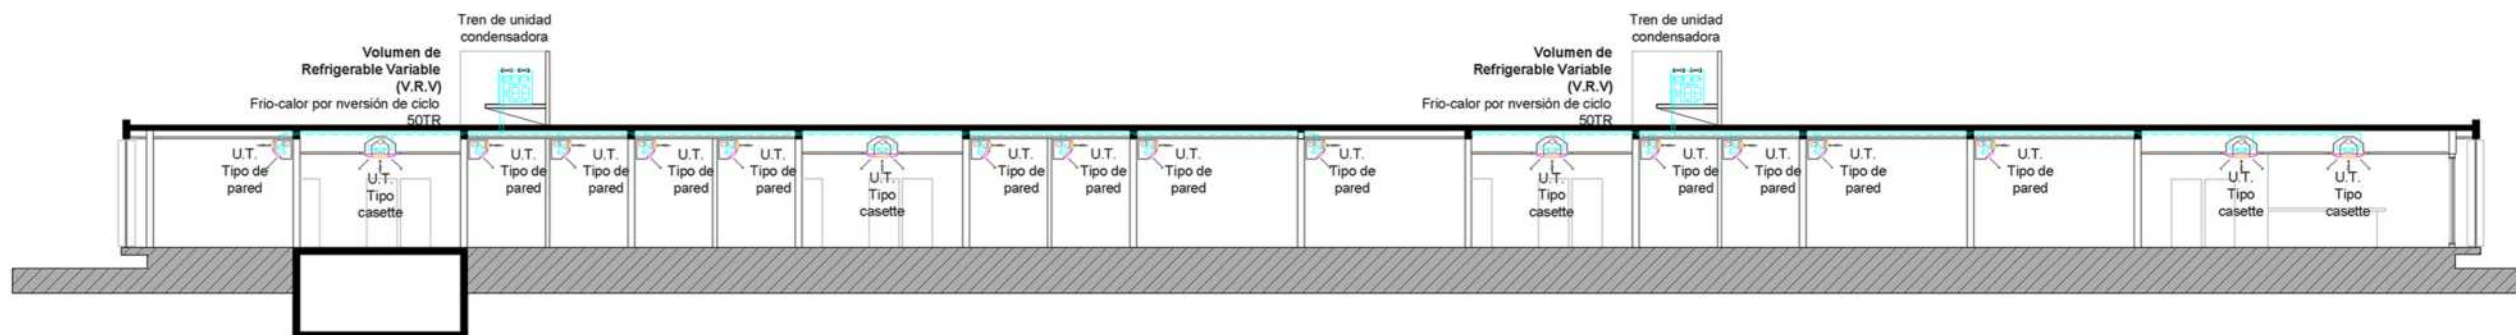 Tren de unidad
condensadora
Volumen de
Refrigerable Variable
(V.R.V)
Frio-calor por nversión de ciclo
50TR
Tren de unidad
condensadora
Volumen de
Refrigerable Variable
(V.R.V)
Frio-calor por nversión de ciclo
50TR
U.T.
Tipo de
pared
U.T.
Tipo
casette
U.T.
Tipo de
pared
U.T.
Tipo de
pared
U.T.
Tipo de
pared
U.T.
Tipo de
pared
U.T.
Tipo
casette
U.T.
Tipo de
pared
U.T.
Tipo de
pared
U.T.
Tipo de
pared
U.T.
Tipo de
pared
U.T.
Tipo
casette
U.T.
Tipo de
pared
U.T.
Tipo de
pared
U.T.
Tipo de
pared
U.T.
Tipo de
pared
U.T.
Tipo
casette
U.T.
Tipo
casette